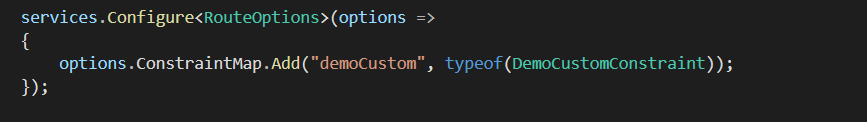 services.Configure<RouteOptions>(options =>
{
    options.ConstraintMap.Add("demoCustom", typeof(DemoCustomConstraint));
});